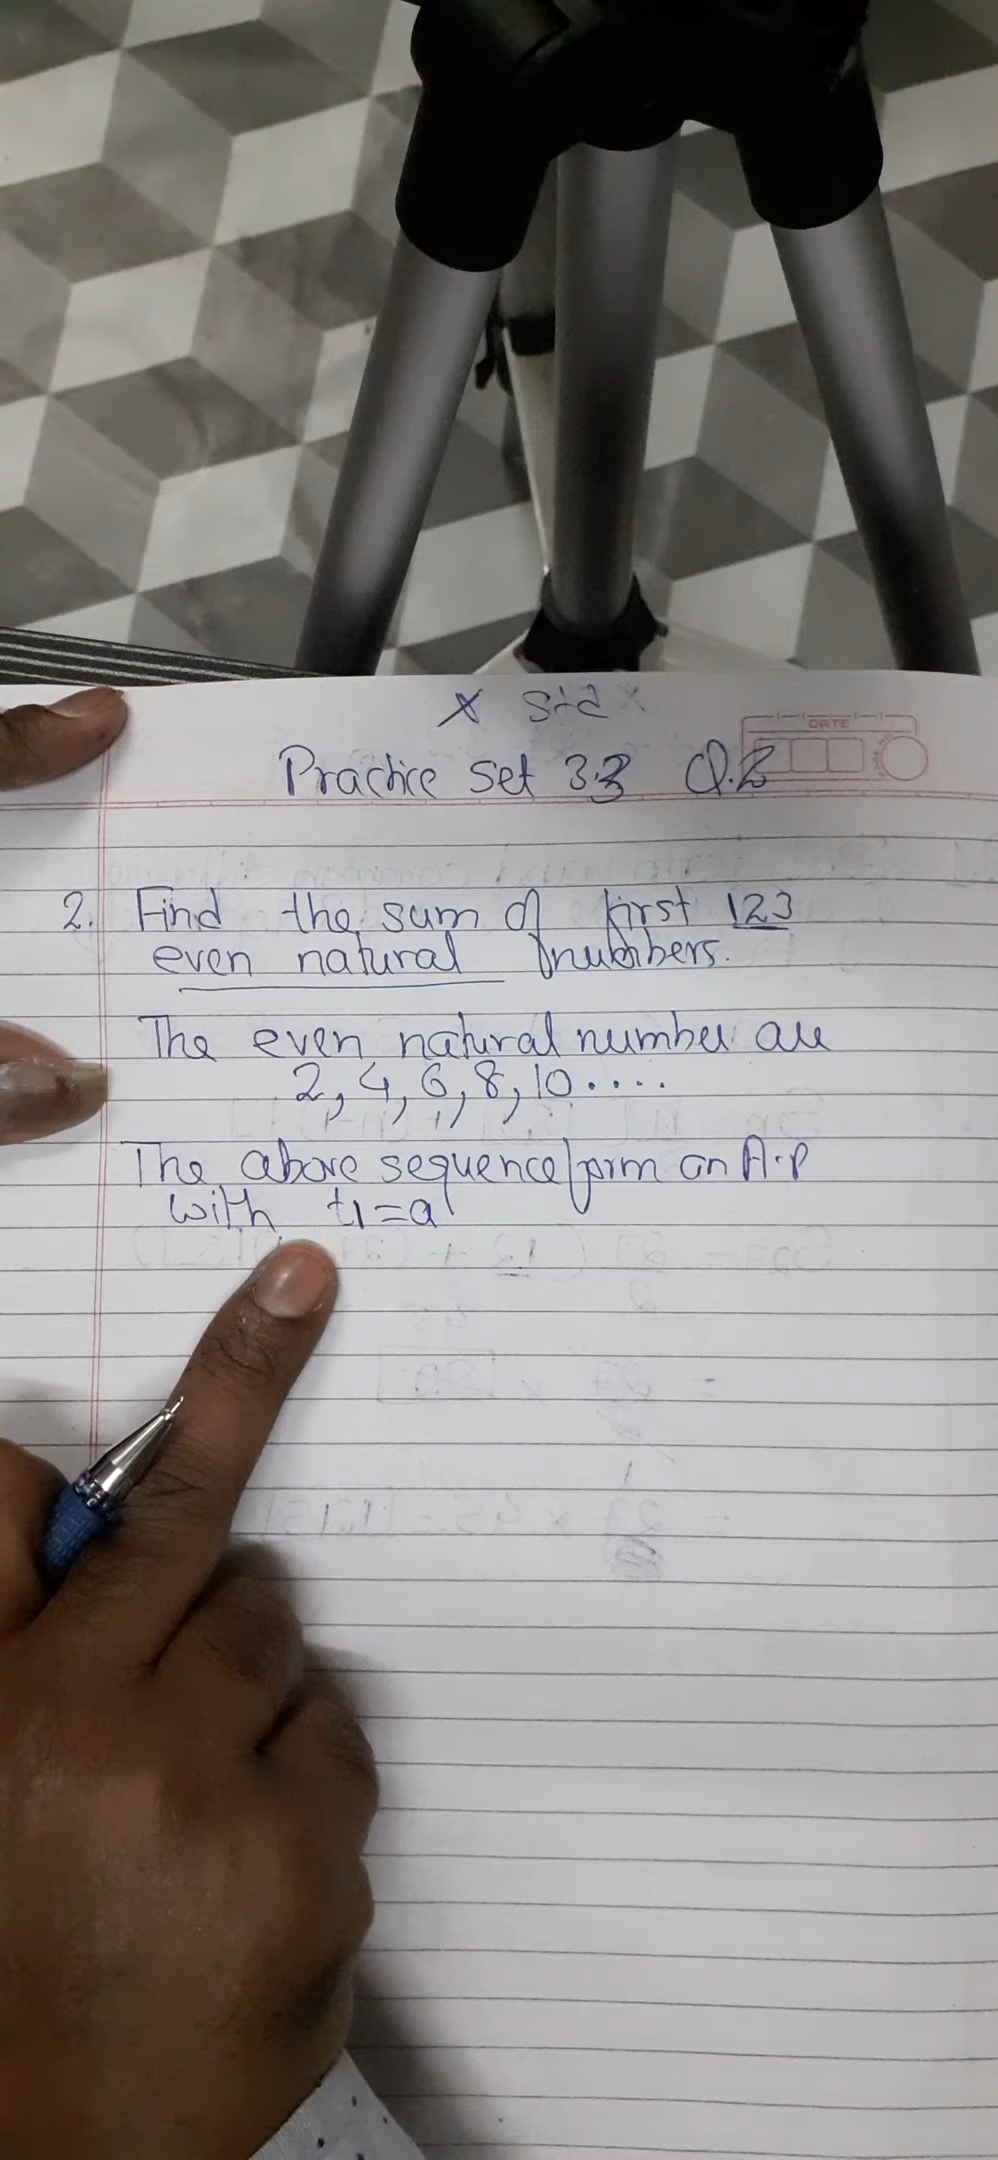 X std
DATE
Practice Set 3.3 Q.2
2. Find the sum of first 123
even natural numbers.
The even natural number are
2, 4, 6, 8, 10.....
The above sequence form an A.P
with t1=a